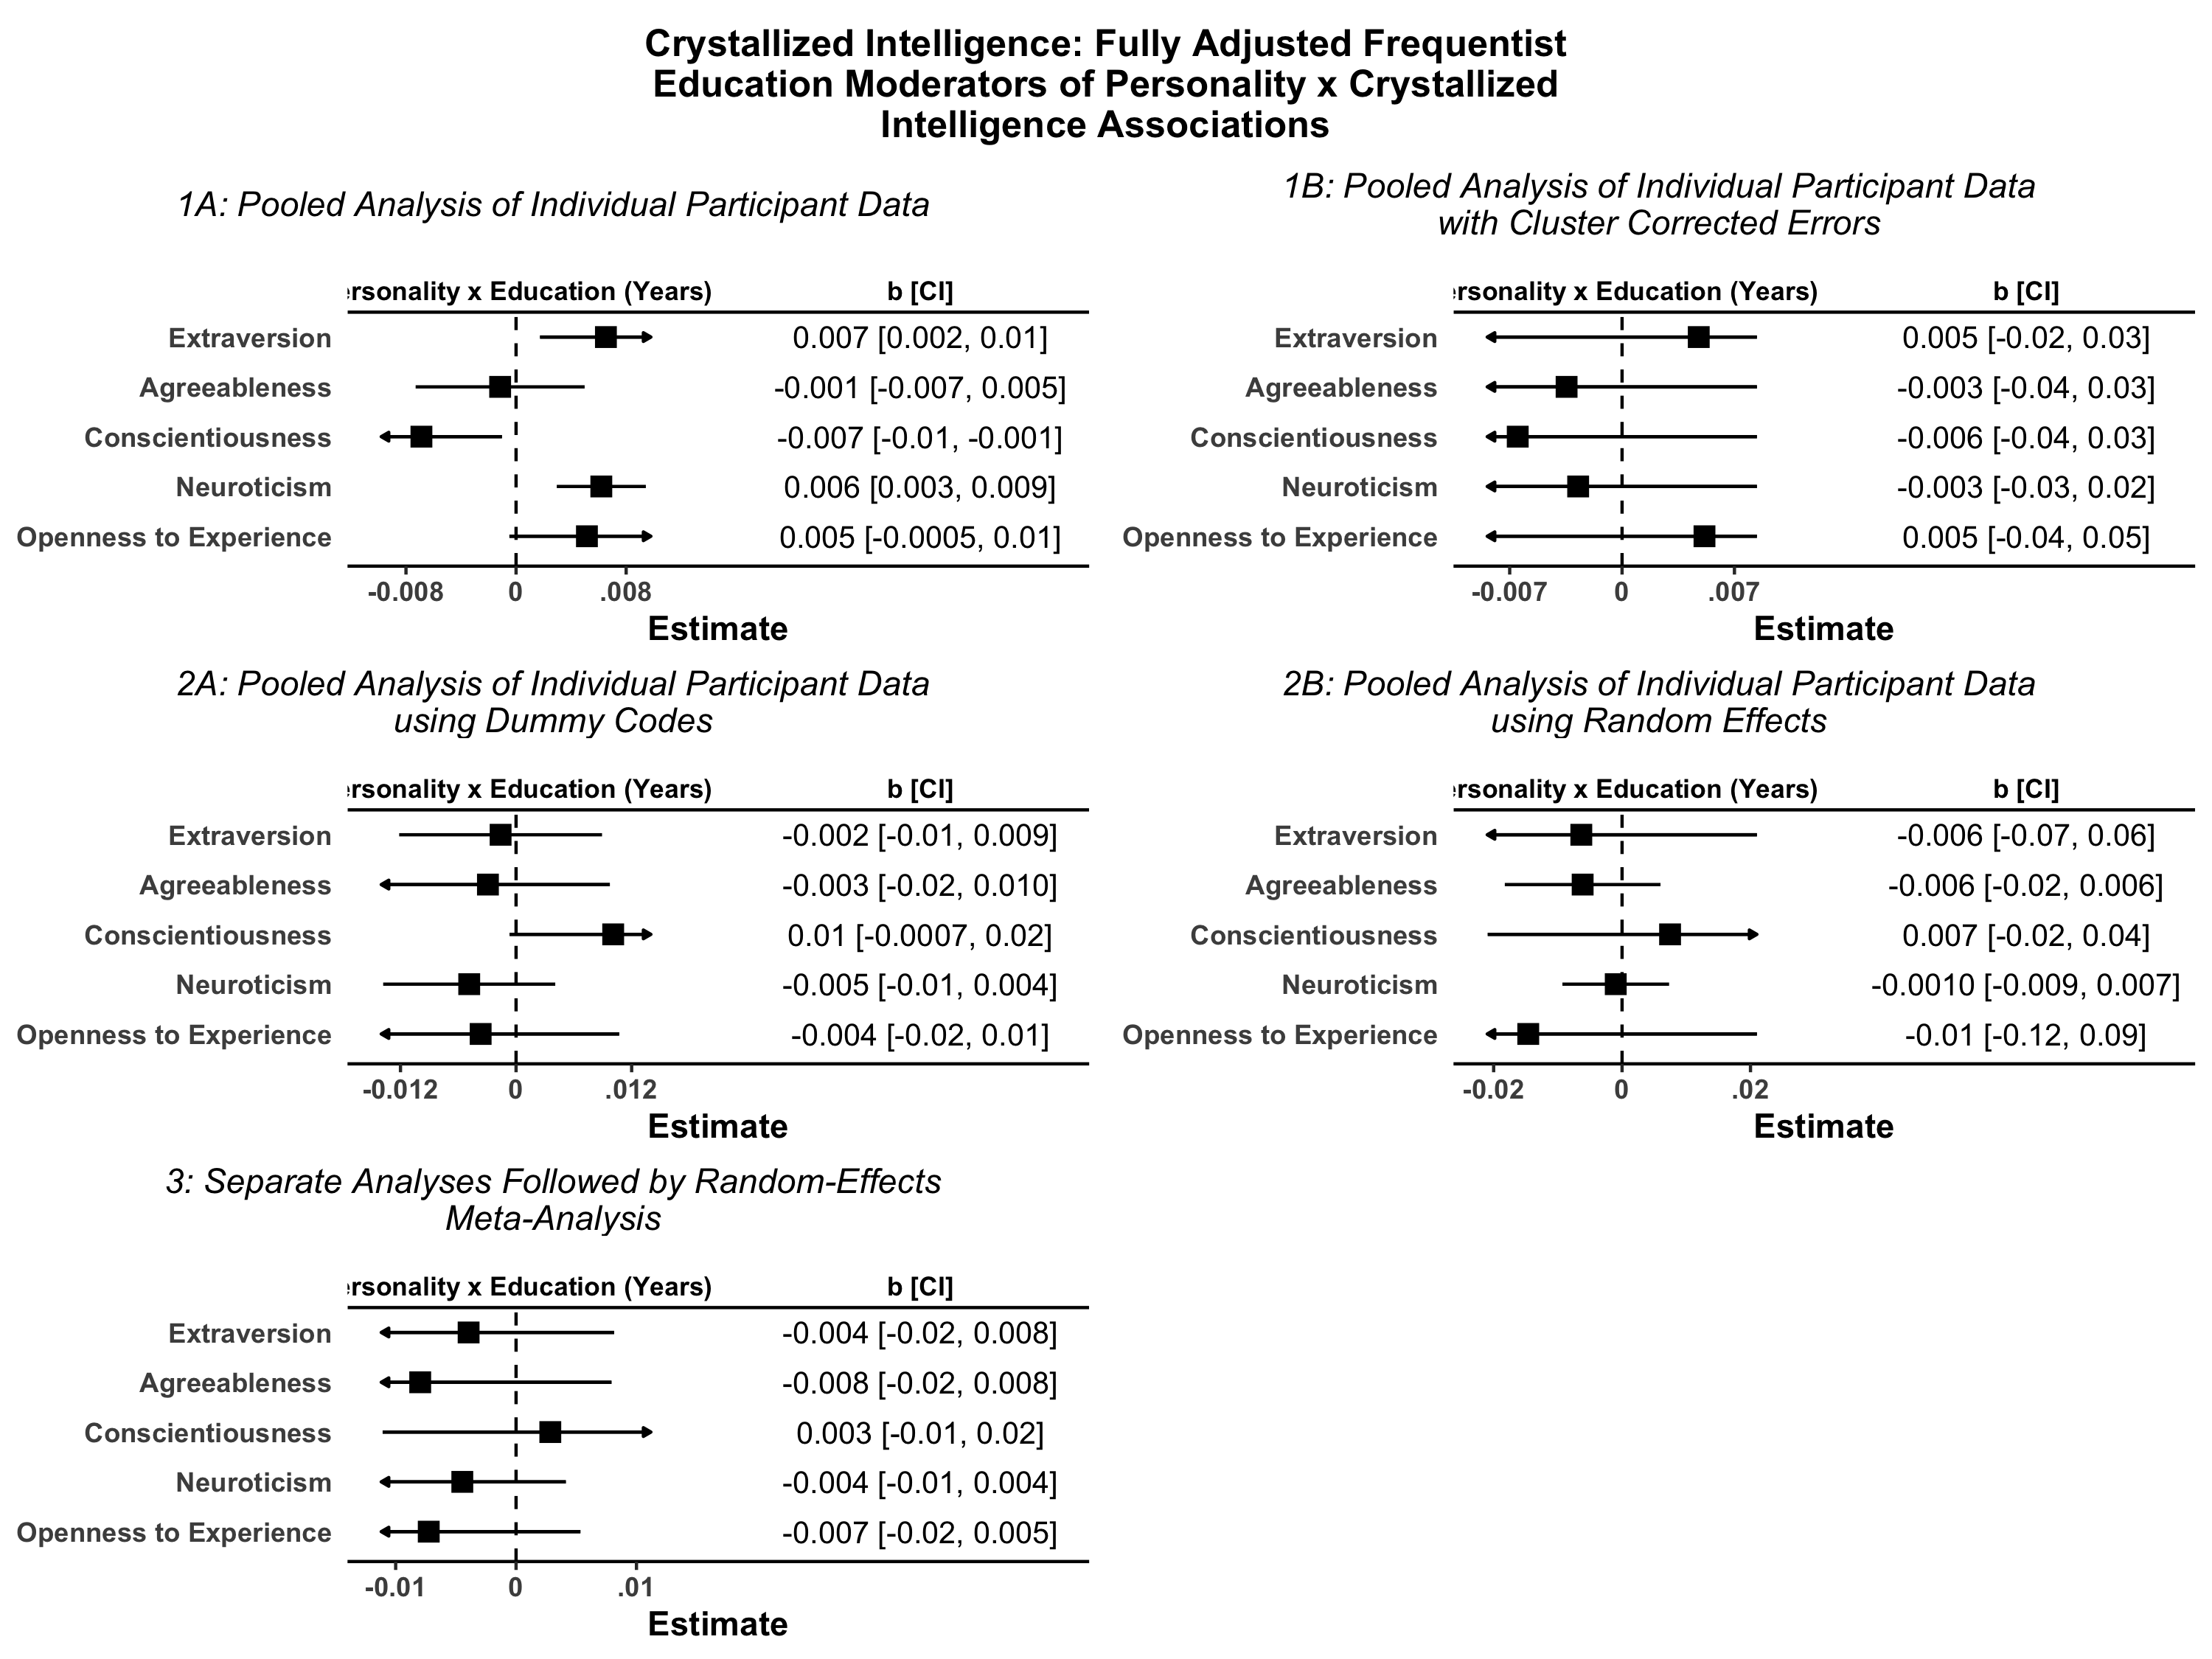 Crystallized Intelligence: Fully Adjusted Frequentist
Education Moderators of Personality x Crystallized
Intelligence Associations
1A: Pooled Analysis of Individual Participant Data
rsonality x Education (Years) b [CI]
Extraversion 0.007 [0.002, 0.01]
Agreeableness -0.001 [-0.007, 0.005]
Conscientiousness -0.007 [-0.01, -0.001]
Neuroticism 0.006 [0.003, 0.009]
Openness to Experience 0.005 [-0.0005, 0.01]
-0.008 0 .008
Estimate
1B: Pooled Analysis of Individual Participant Data
with Cluster Corrected Errors
rsonality x Education (Years) b [CI]
Extraversion 0.005 [-0.02, 0.03]
Agreeableness -0.003 [-0.04, 0.03]
Conscientiousness -0.006 [-0.04, 0.03]
Neuroticism -0.003 [-0.03, 0.02]
Openness to Experience 0.005 [-0.04, 0.05]
-0.007 0 .007
Estimate
2A: Pooled Analysis of Individual Participant Data
using Dummy Codes
rsonality x Education (Years) b [CI]
Extraversion -0.002 [-0.01, 0.009]
Agreeableness -0.003 [-0.02, 0.010]
Conscientiousness 0.01 [-0.0007, 0.02]
Neuroticism -0.005 [-0.01, 0.004]
Openness to Experience -0.004 [-0.02, 0.01]
-0.012 0 .012
Estimate
2B: Pooled Analysis of Individual Participant Data
using Random Effects
rsonality x Education (Years) b [CI]
Extraversion -0.006 [-0.07, 0.06]
Agreeableness -0.006 [-0.02, 0.006]
Conscientiousness 0.007 [-0.02, 0.04]
Neuroticism -0.0010 [-0.009, 0.007]
Openness to Experience -0.01 [-0.12, 0.09]
-0.02 0 .02
Estimate
3: Separate Analyses Followed by Random-Effects
Meta-Analysis
rsonality x Education (Years) b [CI]
Extraversion -0.004 [-0.02, 0.008]
Agreeableness -0.008 [-0.02, 0.008]
Conscientiousness 0.003 [-0.01, 0.02]
Neuroticism -0.004 [-0.01, 0.004]
Openness to Experience -0.007 [-0.02, 0.005]
-0.01 0 .01
Estimate